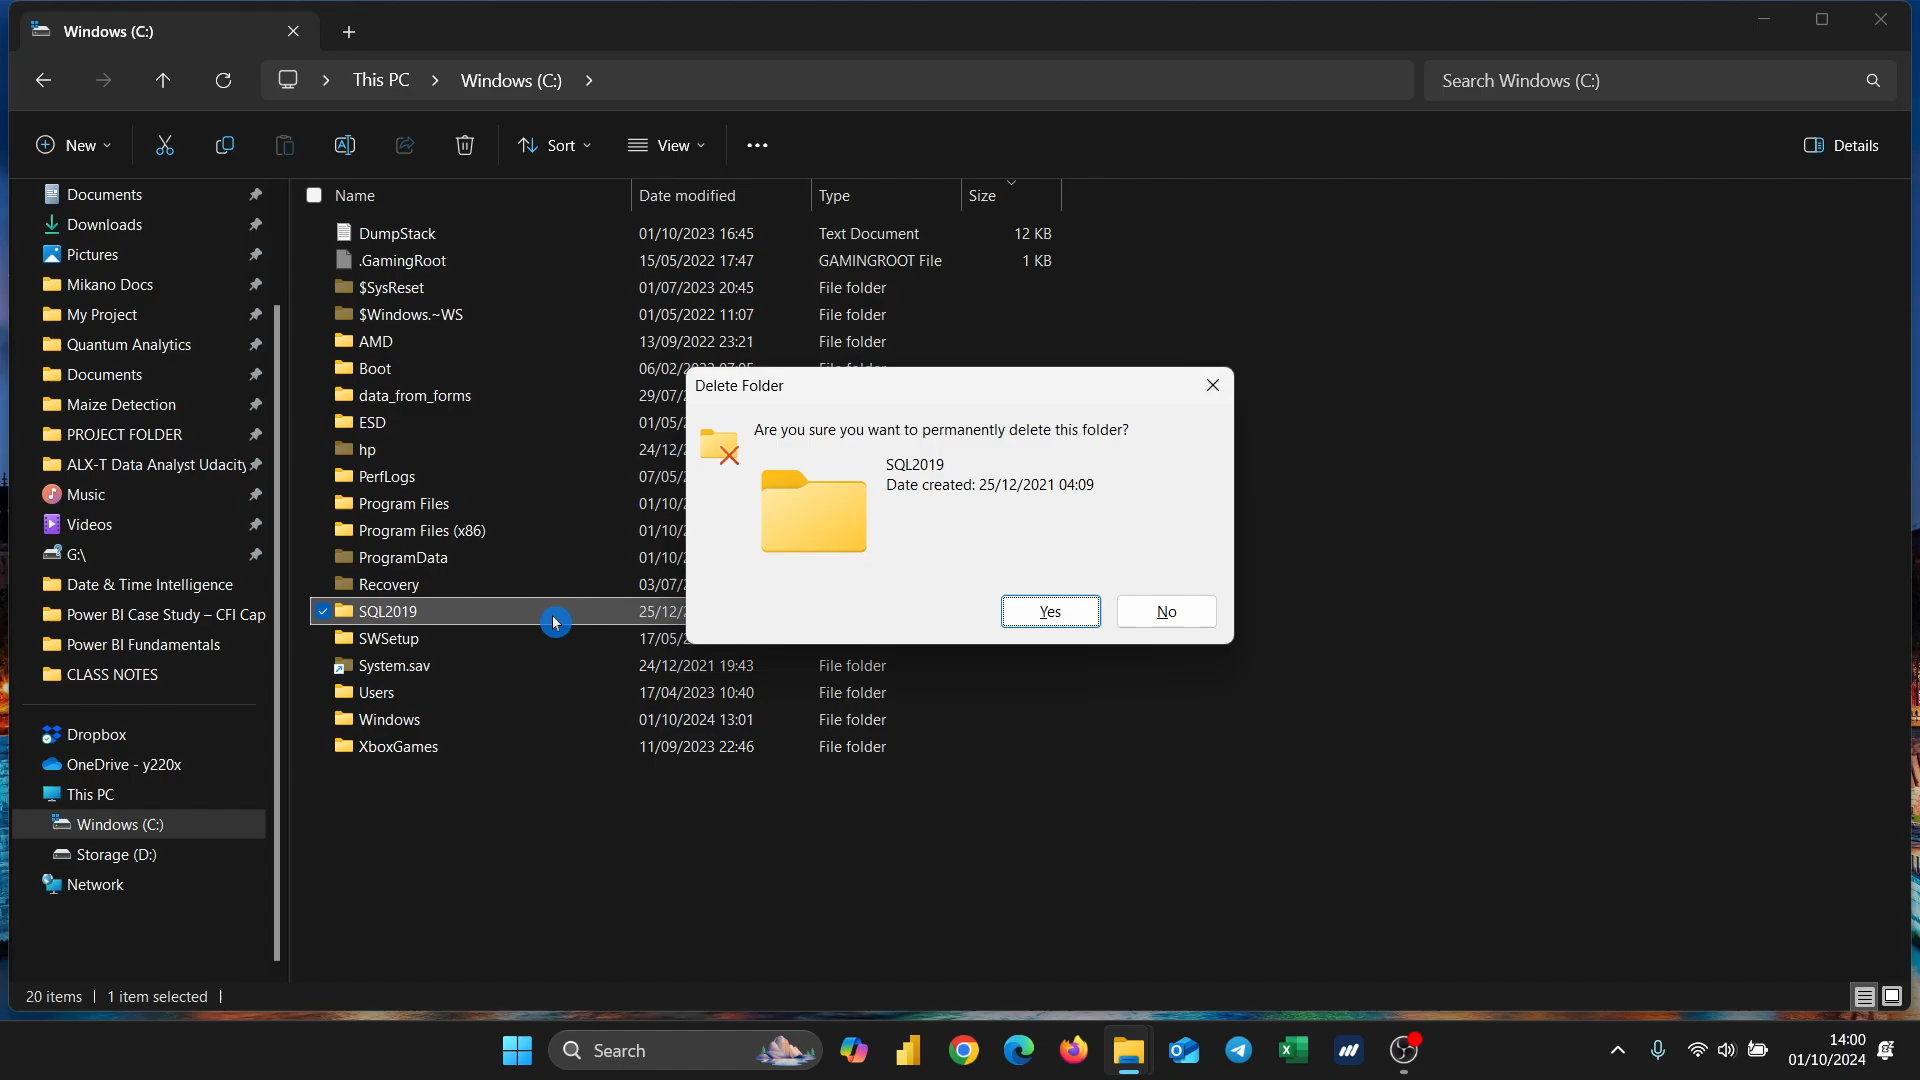 Windows (C:)
This PC
Windows (C:)
Search Windows (C:)
New
Sort
View
Details
Documents
Downloads
Pictures
Mikano Docs
My Project
Quantum Analytics
Documents
Maize Detection
PROJECT FOLDER
ALX-T Data Analyst Udacity
Music
Videos
G:\
Date & Time Intelligence
Power BI Case Study – CFI Cap
Power BI Fundamentals
CLASS NOTES
Dropbox
OneDrive - y220x
This PC
Windows (C:)
Storage (D:)
Network
Name Date modified Type Size
DumpStack 01/10/2023 16:45 Text Document 12 KB
.GamingRoot 15/05/2022 17:47 GAMINGROOT File 1 KB
$SysReset 01/07/2023 20:45 File folder
$Windows.~WS 01/05/2022 11:07 File folder
AMD 13/09/2022 23:21 File folder
Boot 06/02/
data_from_forms 29/07/
ESD 01/05/
hp 24/12/
PerfLogs 07/05/
Program Files 01/10/
Program Files (x86) 01/10/
ProgramData 01/10/
Recovery 03/07/
SQL2019 25/12/
SWSetup 17/05/
System.sav 24/12/2021 19:43 File folder
Users 17/04/2023 10:40 File folder
Windows 01/10/2024 13:01 File folder
XboxGames 11/09/2023 22:46 File folder
Delete Folder
Are you sure you want to permanently delete this folder?
SQL2019
Date created: 25/12/2021 04:09
Yes
No
20 items
1 item selected
Search
14:00
01/10/2024